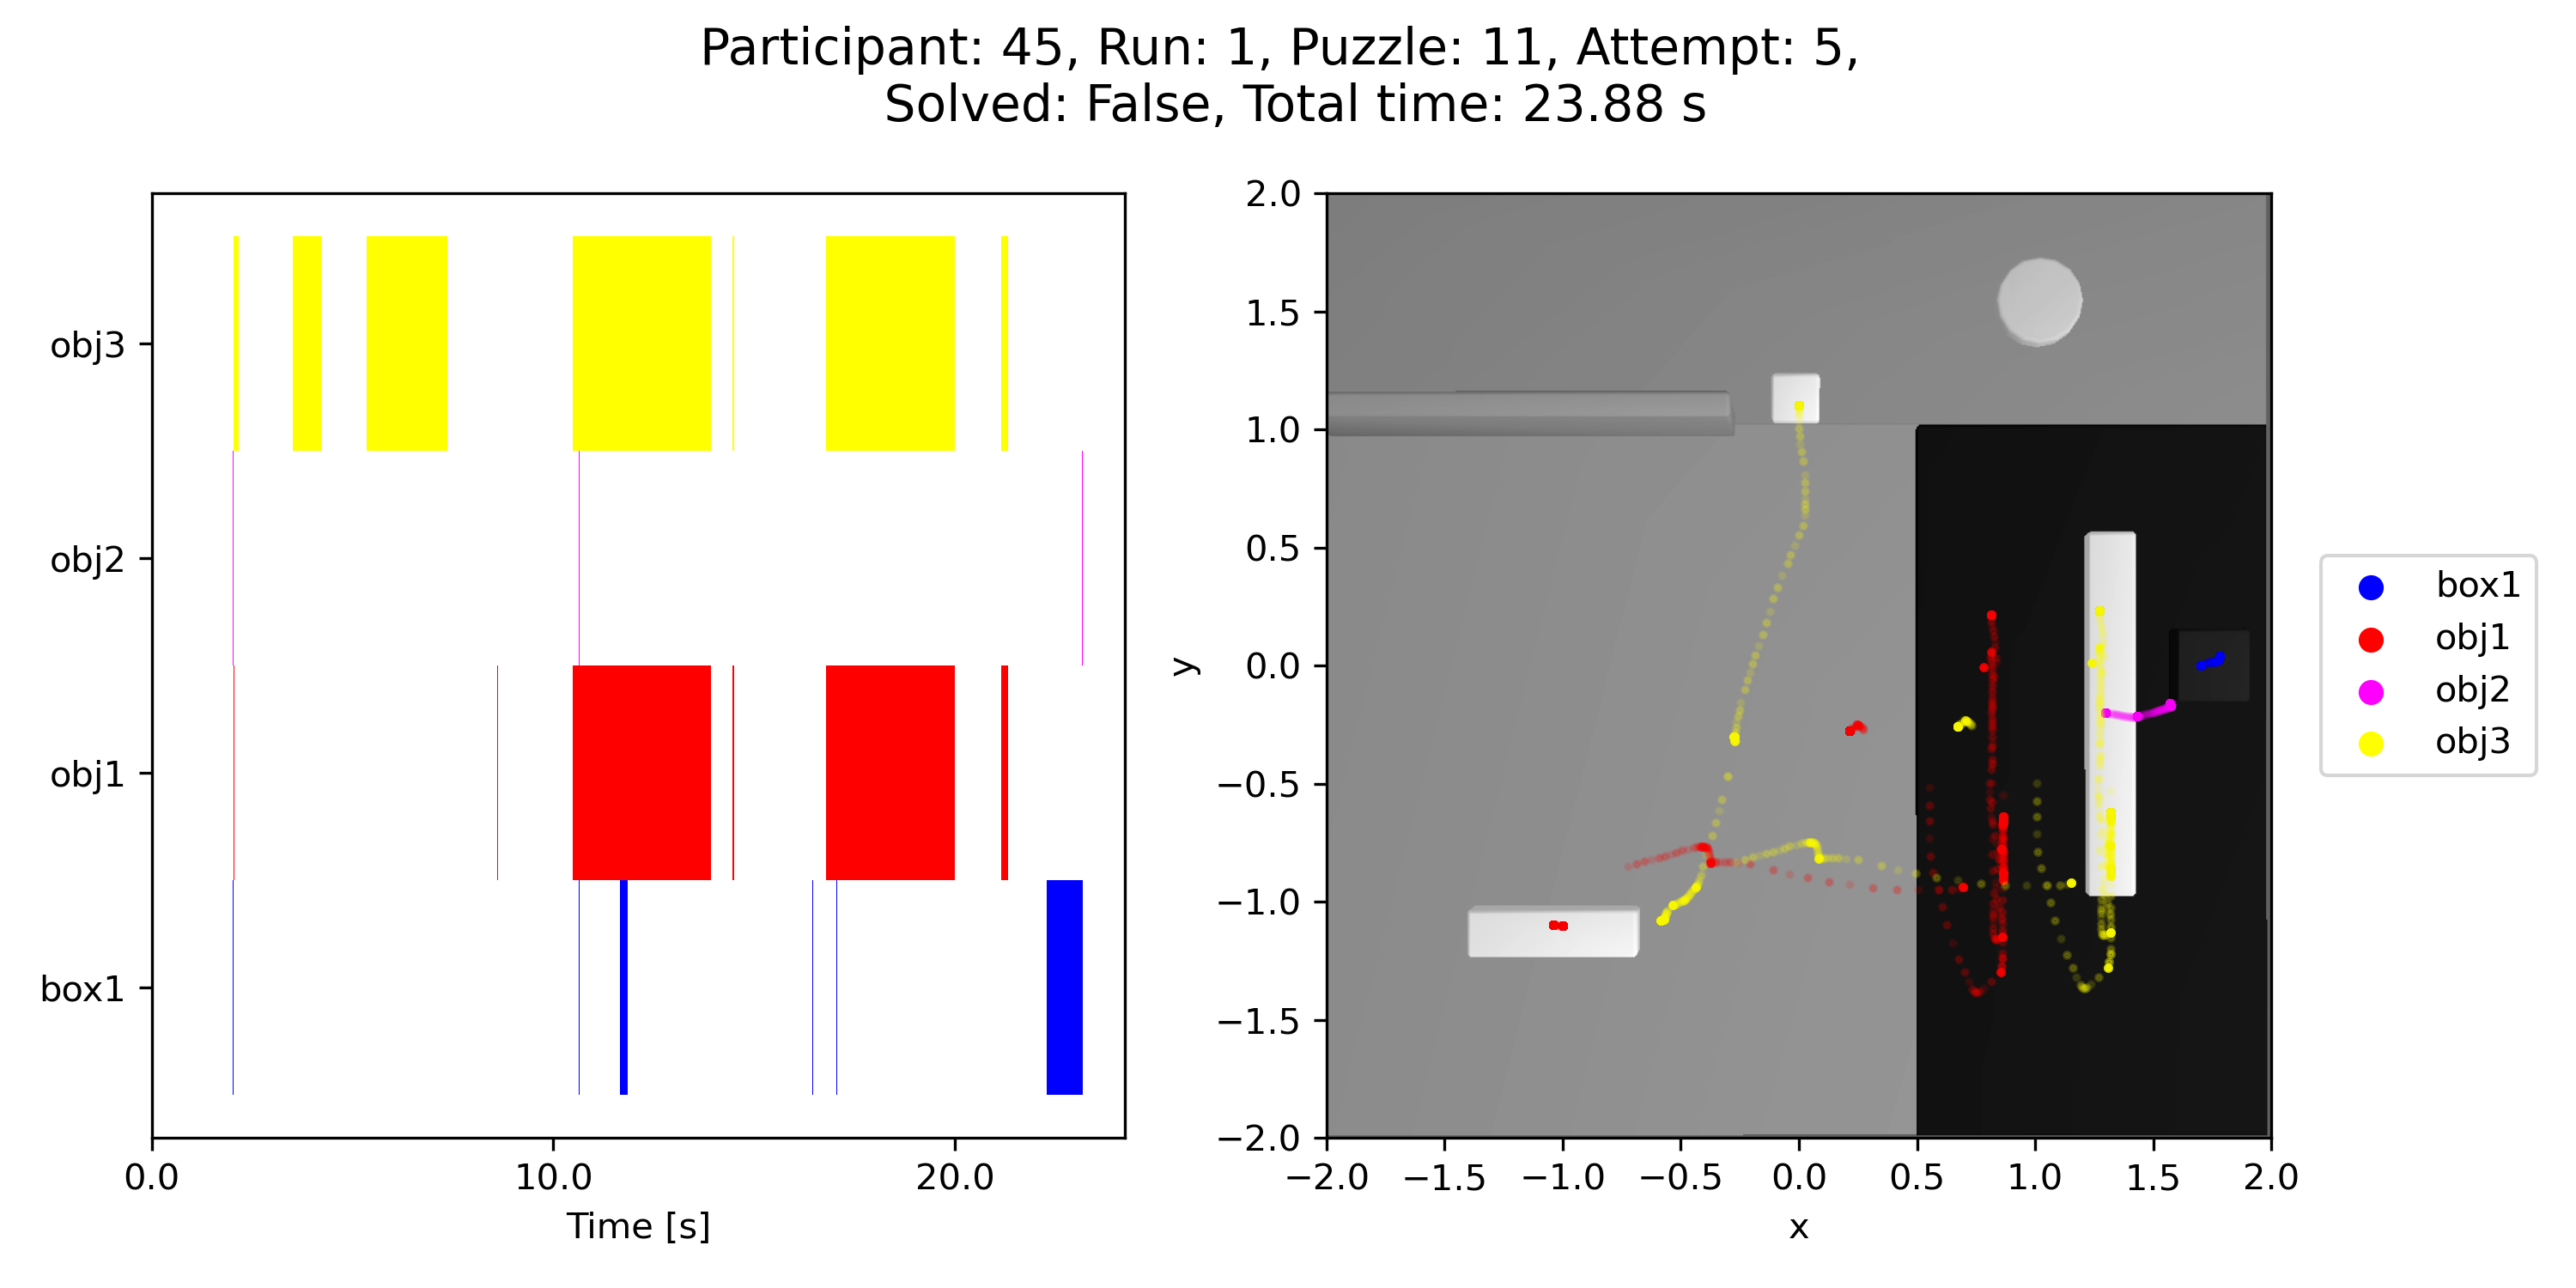 Participant: 45, Run: 1, Puzzle: 11, Attempt: 5,
Solved: False, Total time: 23.88 s
obj3
obj2
obj1
box1
0.0 10.0 20.0
Time [s]
2.0
1.5
1.0
0.5
0.0
−0.5
−1.0
−1.5
−2.0
y
−2.0 −1.5 −1.0 −0.5 0.0 0.5 1.0 1.5 2.0
x
box1
obj1
obj2
obj3